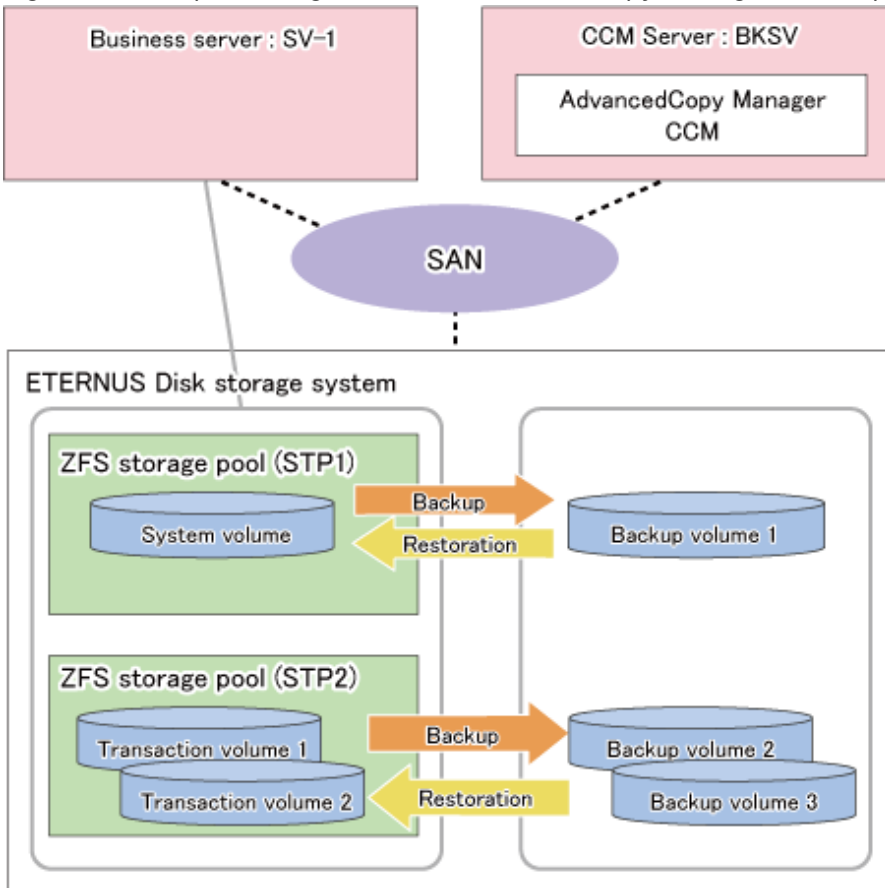 Business server : SV-1
CCM Server : BKSV
AdvancedCopy Manager
CCM
SAN
ETERNUS Disk storage system
ZFS storage pool (STP1)
System volume
Backup
Restoration
Backup volume 1
ZFS storage pool (STP2)
Transaction volume 1
Transaction volume 2
Backup
Restoration
Backup volume 2
Backup volume 3